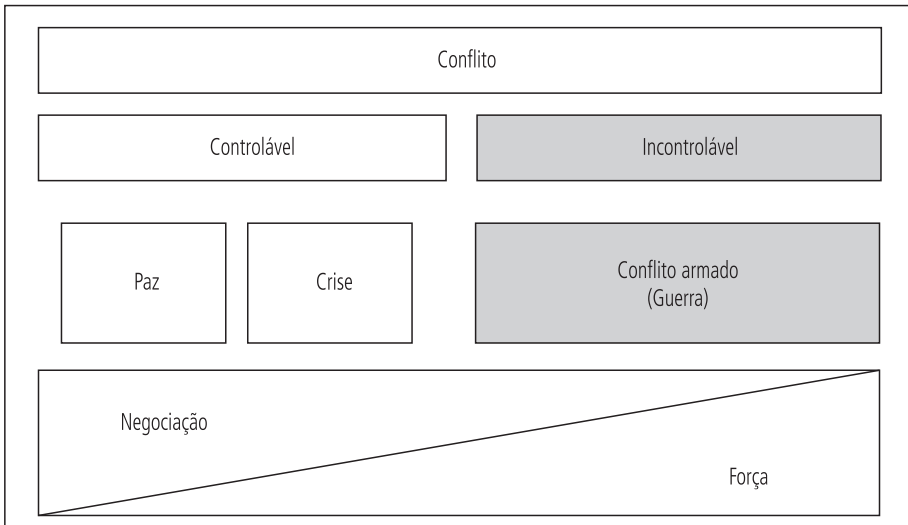 Conflito
Controlável
Incontrolável
Paz
Crise
Conflito armado
(Guerra)
Negociação
Força